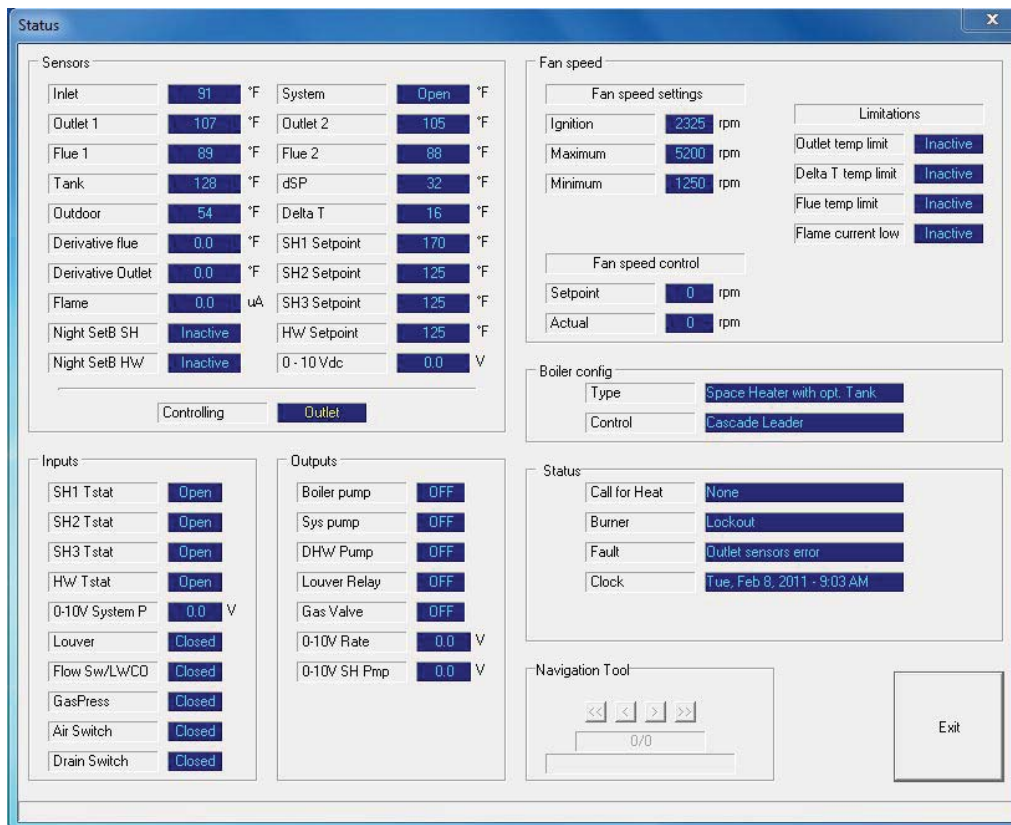 Status
X
Sensors
Inlet 91 °F System Open °F
Outlet 1 107 °F Outlet 2 105 °F
Flue 1 89 °F Flue 2 88 °F
Tank 128 °F dSP 32 °F
Outdoor 54 °F Delta T 16 °F
Derivative flue 0.0 °F SH1 Setpoint 170 °F
Derivative Outlet 0.0 °F SH2 Setpoint 125 °F
Flame 0.0 uA SH3 Setpoint 125 °F
Night SetB SH Inactive HW Setpoint 125 °F
Night SetB HW Inactive 0 - 10 Vdc 0.0 V
Controlling Outlet
Fan speed
Fan speed settings
Ignition 2325 rpm
Maximum 5200 rpm
Minimum 1250 rpm
Limitations
Outlet temp limit Inactive
Delta T temp limit Inactive
Flue temp limit Inactive
Flame current low Inactive
Fan speed control
Setpoint 0 rpm
Actual 0 rpm
Boiler config
Type Space Heater with opt. Tank
Control Cascade Leader
Inputs
SH1 Tstat Open
SH2 Tstat Open
SH3 Tstat Open
HW Tstat Open
0-10V System P 0.0 V
Louver Closed
Flow Sw/LWCO Closed
GasPress Closed
Air Switch Closed
Drain Switch Closed
Outputs
Boiler pump OFF
Sys pump OFF
DHW Pump OFF
Louver Relay OFF
Gas Valve OFF
0-10V Rate 0.0 V
0-10V SH Pmp 0.0 V
Status
Call for Heat None
Burner Lockout
Fault Outlet sensors error
Clock Tue, Feb 8, 2011 - 9:03 AM
Navigation Tool
<< < > >>
0/0
Exit